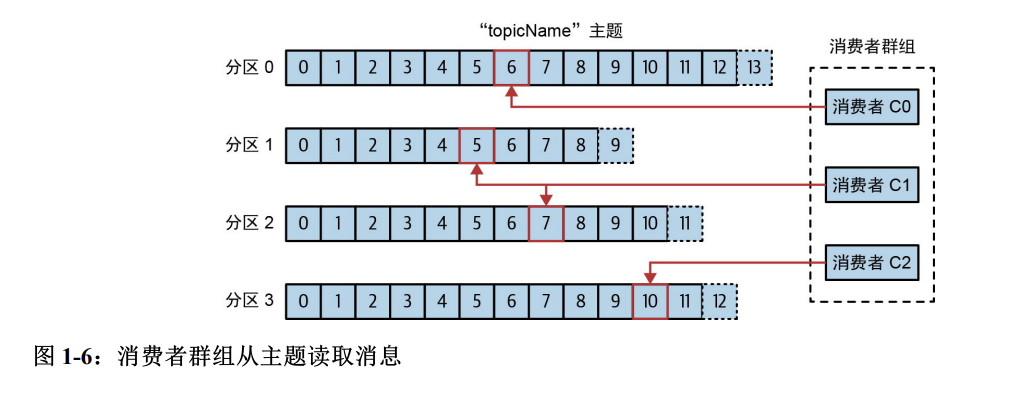 “topicName”主题
消费者群组
分区 0 0 1 2 3 4 5 6 7 8 9 10 11 12 13
消费者 C0
分区 1 0 1 2 3 4 5 6 7 8 9
消费者 C1
分区 2 0 1 2 3 4 5 6 7 8 9 10 11
消费者 C2
分区 3 0 1 2 3 4 5 6 7 8 9 10 11 12
图 1-6：消费者群组从主题读取消息